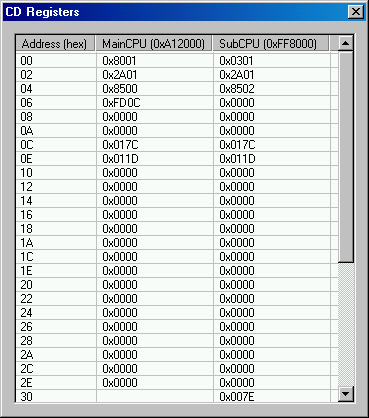 CD Registers
Address (hex) MainCPU (0xA12000) SubCPU (0xFF8000)
00 0x8001 0x0301
02 0x2A01 0x2A01
04 0x8500 0x8502
06 0xFD0C 0x0000
08 0x0000 0x0000
0A 0x0000 0x0000
0C 0x017C 0x017C
0E 0x011D 0x011D
10 0x0000 0x0000
12 0x0000 0x0000
14 0x0000 0x0000
16 0x0000 0x0000
18 0x0000 0x0000
1A 0x0000 0x0000
1C 0x0000 0x0000
1E 0x0000 0x0000
20 0x0000 0x0000
22 0x0000 0x0000
24 0x0000 0x0000
26 0x0000 0x0000
28 0x0000 0x0000
2A 0x0000 0x0000
2C 0x0000 0x0000
2E 0x0000 0x0000
30 0x007E